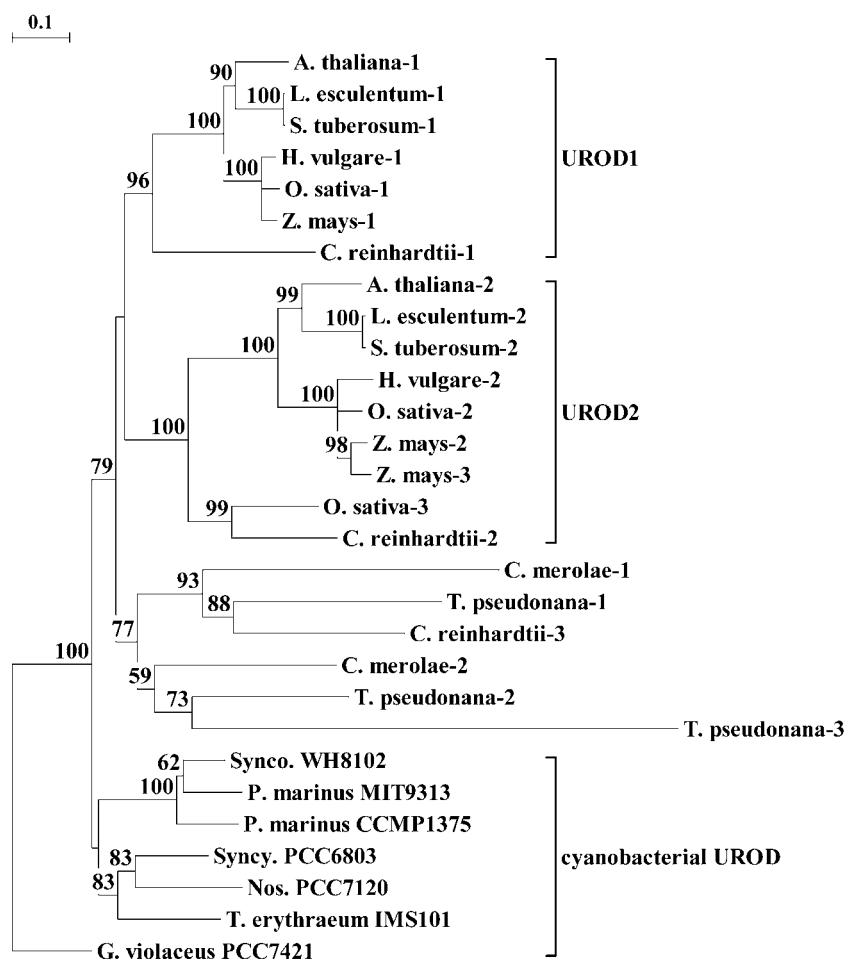 0.1
90
A. thaliana-1
100
L. esculentum-1
100
S. tuberosum-1
100
H. vulgare-1
UROD1
96
O. sativa-1
Z. mays-1
C. reinhardtii-1
99
A. thaliana-2
100
L. esculentum-2
100
S. tuberosum-2
100
H. vulgare-2
100
O. sativa-2
UROD2
98
Z. mays-2
79
Z. mays-3
99
O. sativa-3
C. reinhardtii-2
93
C. merolae-1
88
T. pseudonana-1
77
C. reinhardtii-3
100
C. merolae-2
59
73
T. pseudonana-2
T. pseudonana-3
62
Synco. WH8102
100
P. marinus MIT9313
P. marinus CCMP1375
83
Syncy. PCC6803
cyanobacterial UROD
83
Nos. PCC7120
T. erythraeum IMS101
G. violaceus PCC7421